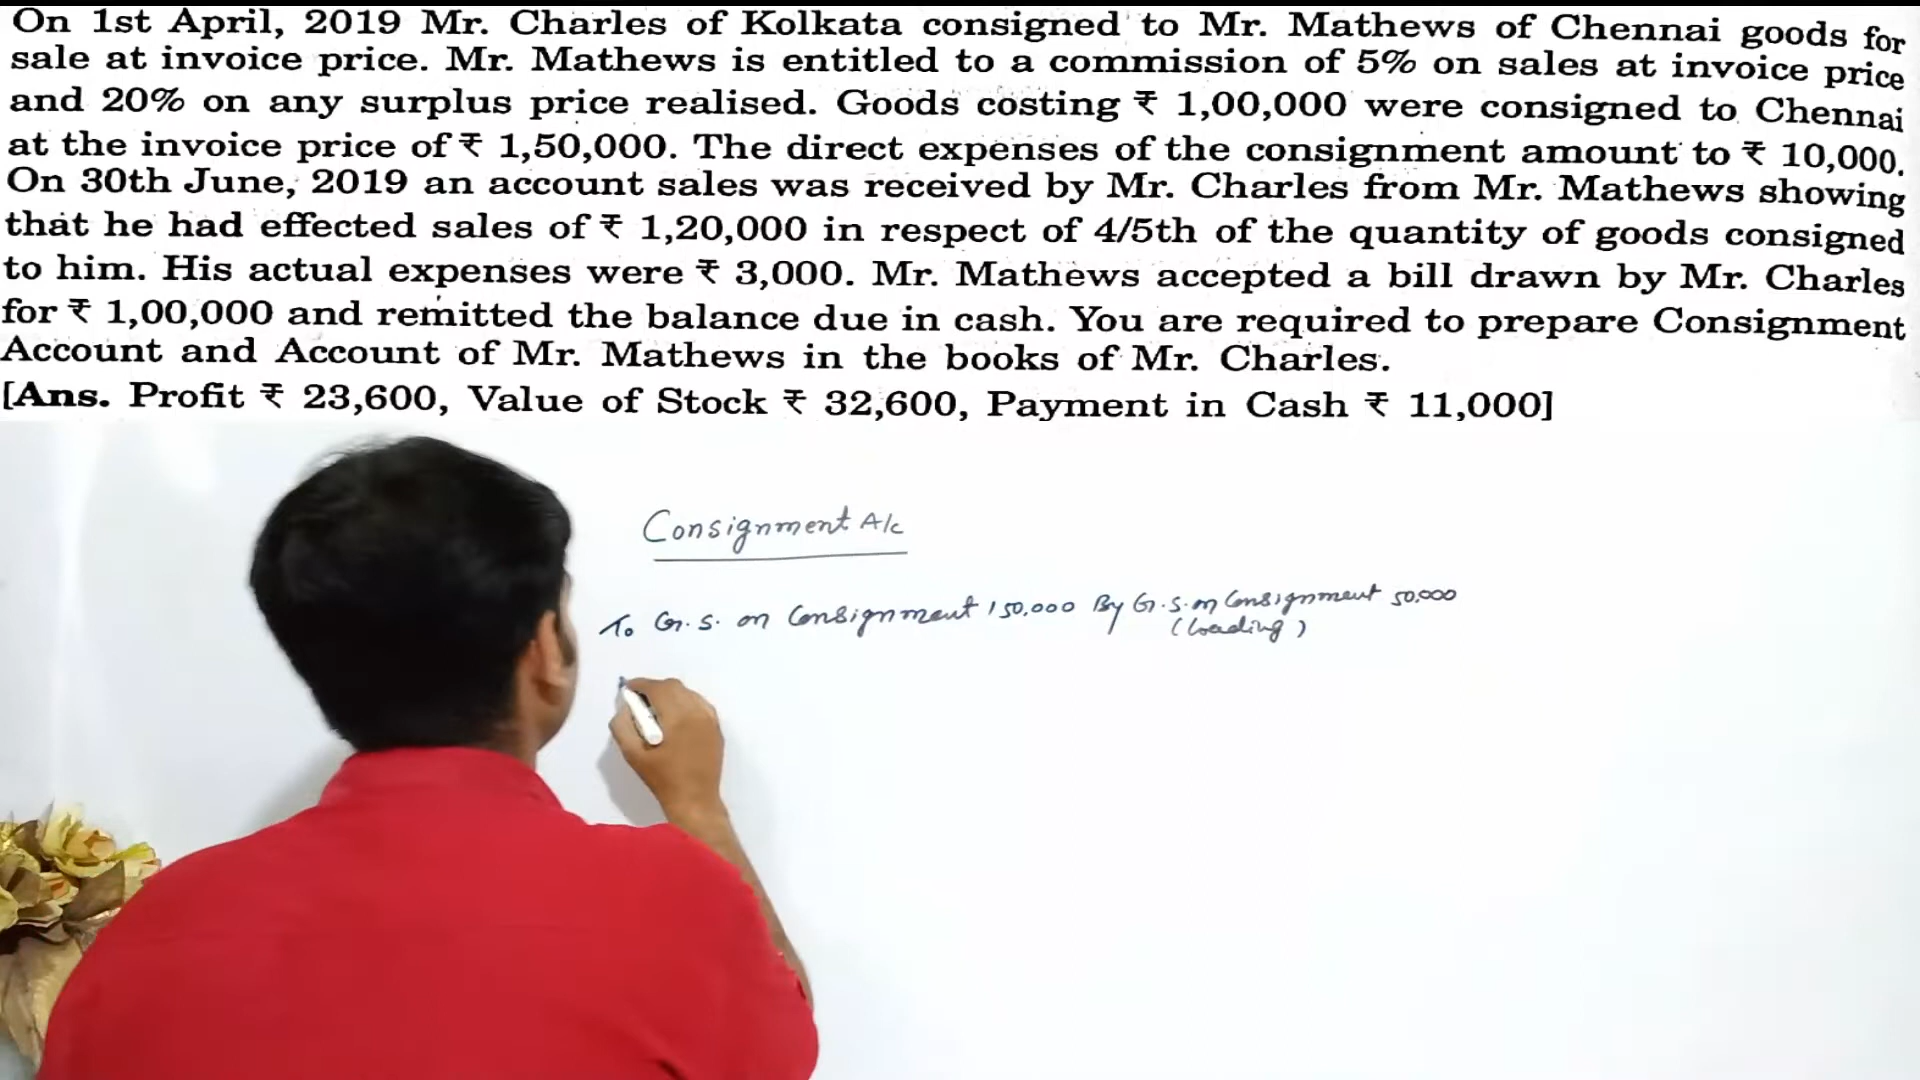 On 1st April, 2019 Mr. Charles of Kolkata consigned to Mr. Mathews of Chennai goods for
sale at invoice price. Mr. Mathews is entitled to a commission of 5% on sales at invoice price
and 20% on any surplus price realised. Goods costing ₹ 1,00,000 were consigned to Chennai
at the invoice price of ₹ 1,50,000. The direct expenses of the consignment amount to ₹ 10,000.
On 30th June, 2019 an account sales was received by Mr. Charles from Mr. Mathews showing
that he had effected sales of ₹ 1,20,000 in respect of 4/5th of the quantity of goods consigned
to him. His actual expenses were ₹ 3,000. Mr. Mathews accepted a bill drawn by Mr. Charles
for ₹ 1,00,000 and remitted the balance due in cash. You are required to prepare Consignment
Account and Account of Mr. Mathews in the books of Mr. Charles.
[Ans. Profit ₹ 23,600, Value of Stock ₹ 32,600, Payment in Cash ₹ 11,000]
Consignment A/c
To G.S. on Consignment 150,000 By G.S. on Consignment 50,000
(Loading)